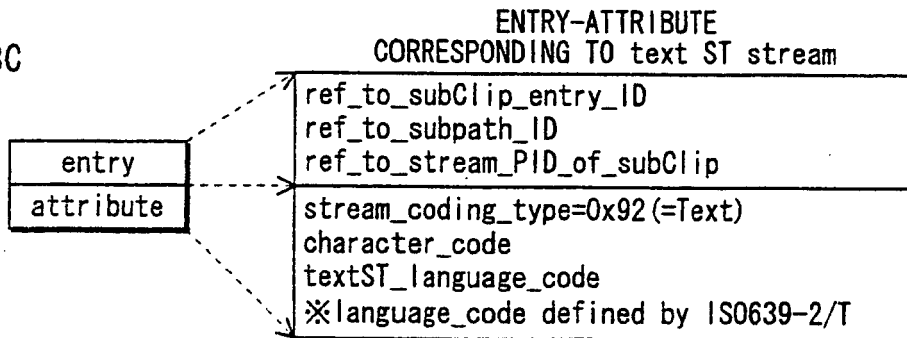 ENTRY-ATTRIBUTE
CORRESPONDING TO text ST stream
ref_to_subClip_entry_ID
ref_to_subpath_ID
ref_to_stream_PID_of_subClip
entry
attribute
stream_coding_type=0x92(=Text)
character_code
textST_language_code
※language_code defined by ISO639-2/T